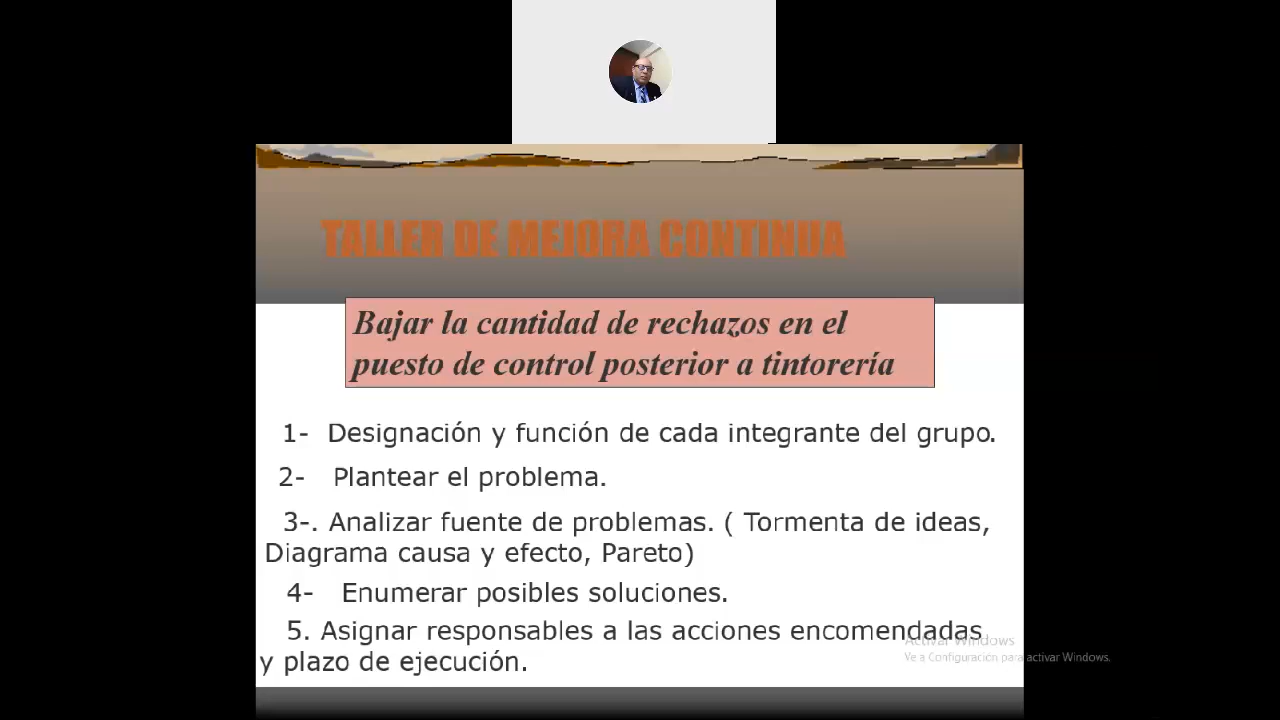 TALLER DE MEJORA CONTINUA
Bajar la cantidad de rechazos en el
puesto de control posterior a tintorería
1- Designación y función de cada integrante del grupo.
2- Plantear el problema.
3-. Analizar fuente de problemas. ( Tormenta de ideas,
Diagrama causa y efecto, Pareto)
4- Enumerar posibles soluciones.
5. Asignar responsables a las acciones encomendadas
y plazo de ejecución.
Activar Windows
Ve a Configuración para activar Windows.